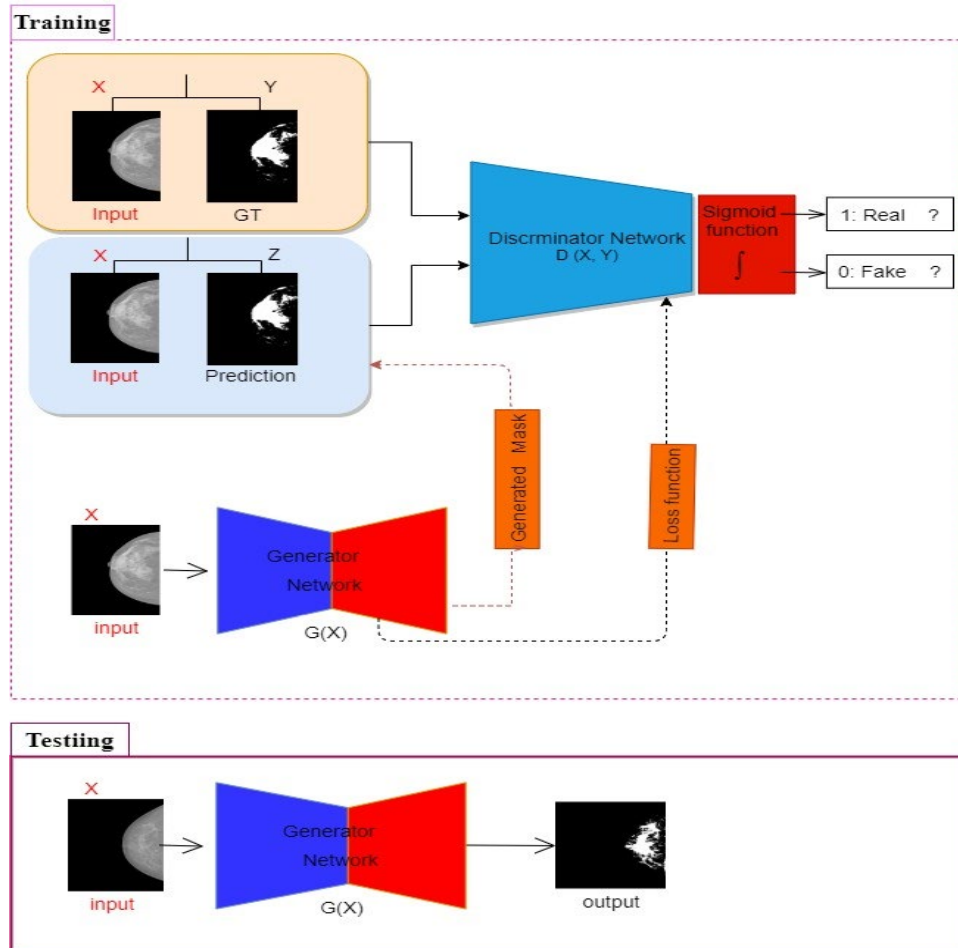 Training
X
Y
Input
GT
X
Z
Input
Prediction
Discrminator Network
D (X, Y)
Sigmoid
function
∫
1: Real ?
0: Fake ?
Generated Mask
Loss function
X
input
Generator
Network
G(X)
Testiing
X
input
Generator
Network
G(X)
output